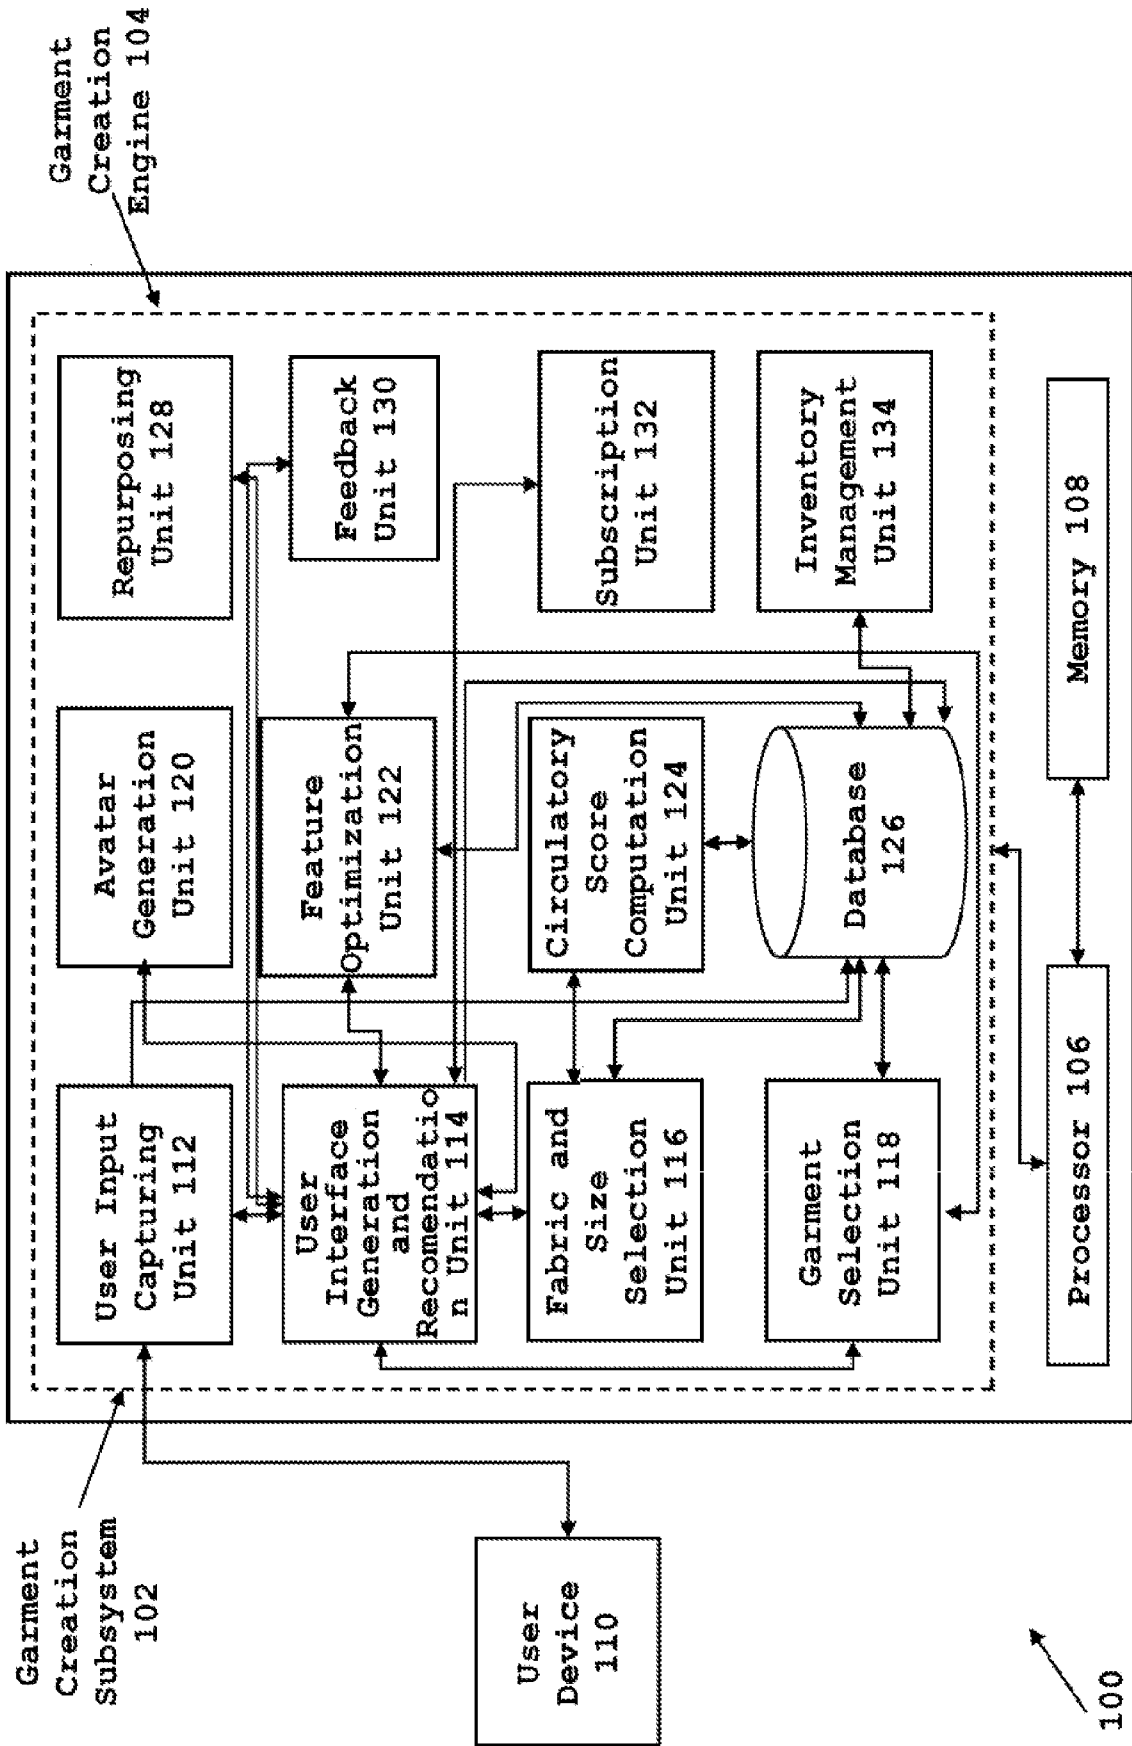 Garment
Creation
Subsystem
102
Garment
Creation
Engine 104
User
Device
110
User Input
Capturing
Unit 112
Avatar
Generation
Unit 120
Repurposing
Unit 128
User
Interface
Generation
and
Recomendatio
n Unit 114
Feature
Optimization
Unit 122
Feedback
Unit 130
Fabric and
Size
Selection
Unit 116
Circulatory
Score
Computation
Unit 124
Subscription
Unit 132
Garment
Selection
Unit 118
Database
126
Inventory
Management
Unit 134
Processor 106
Memory 108
100